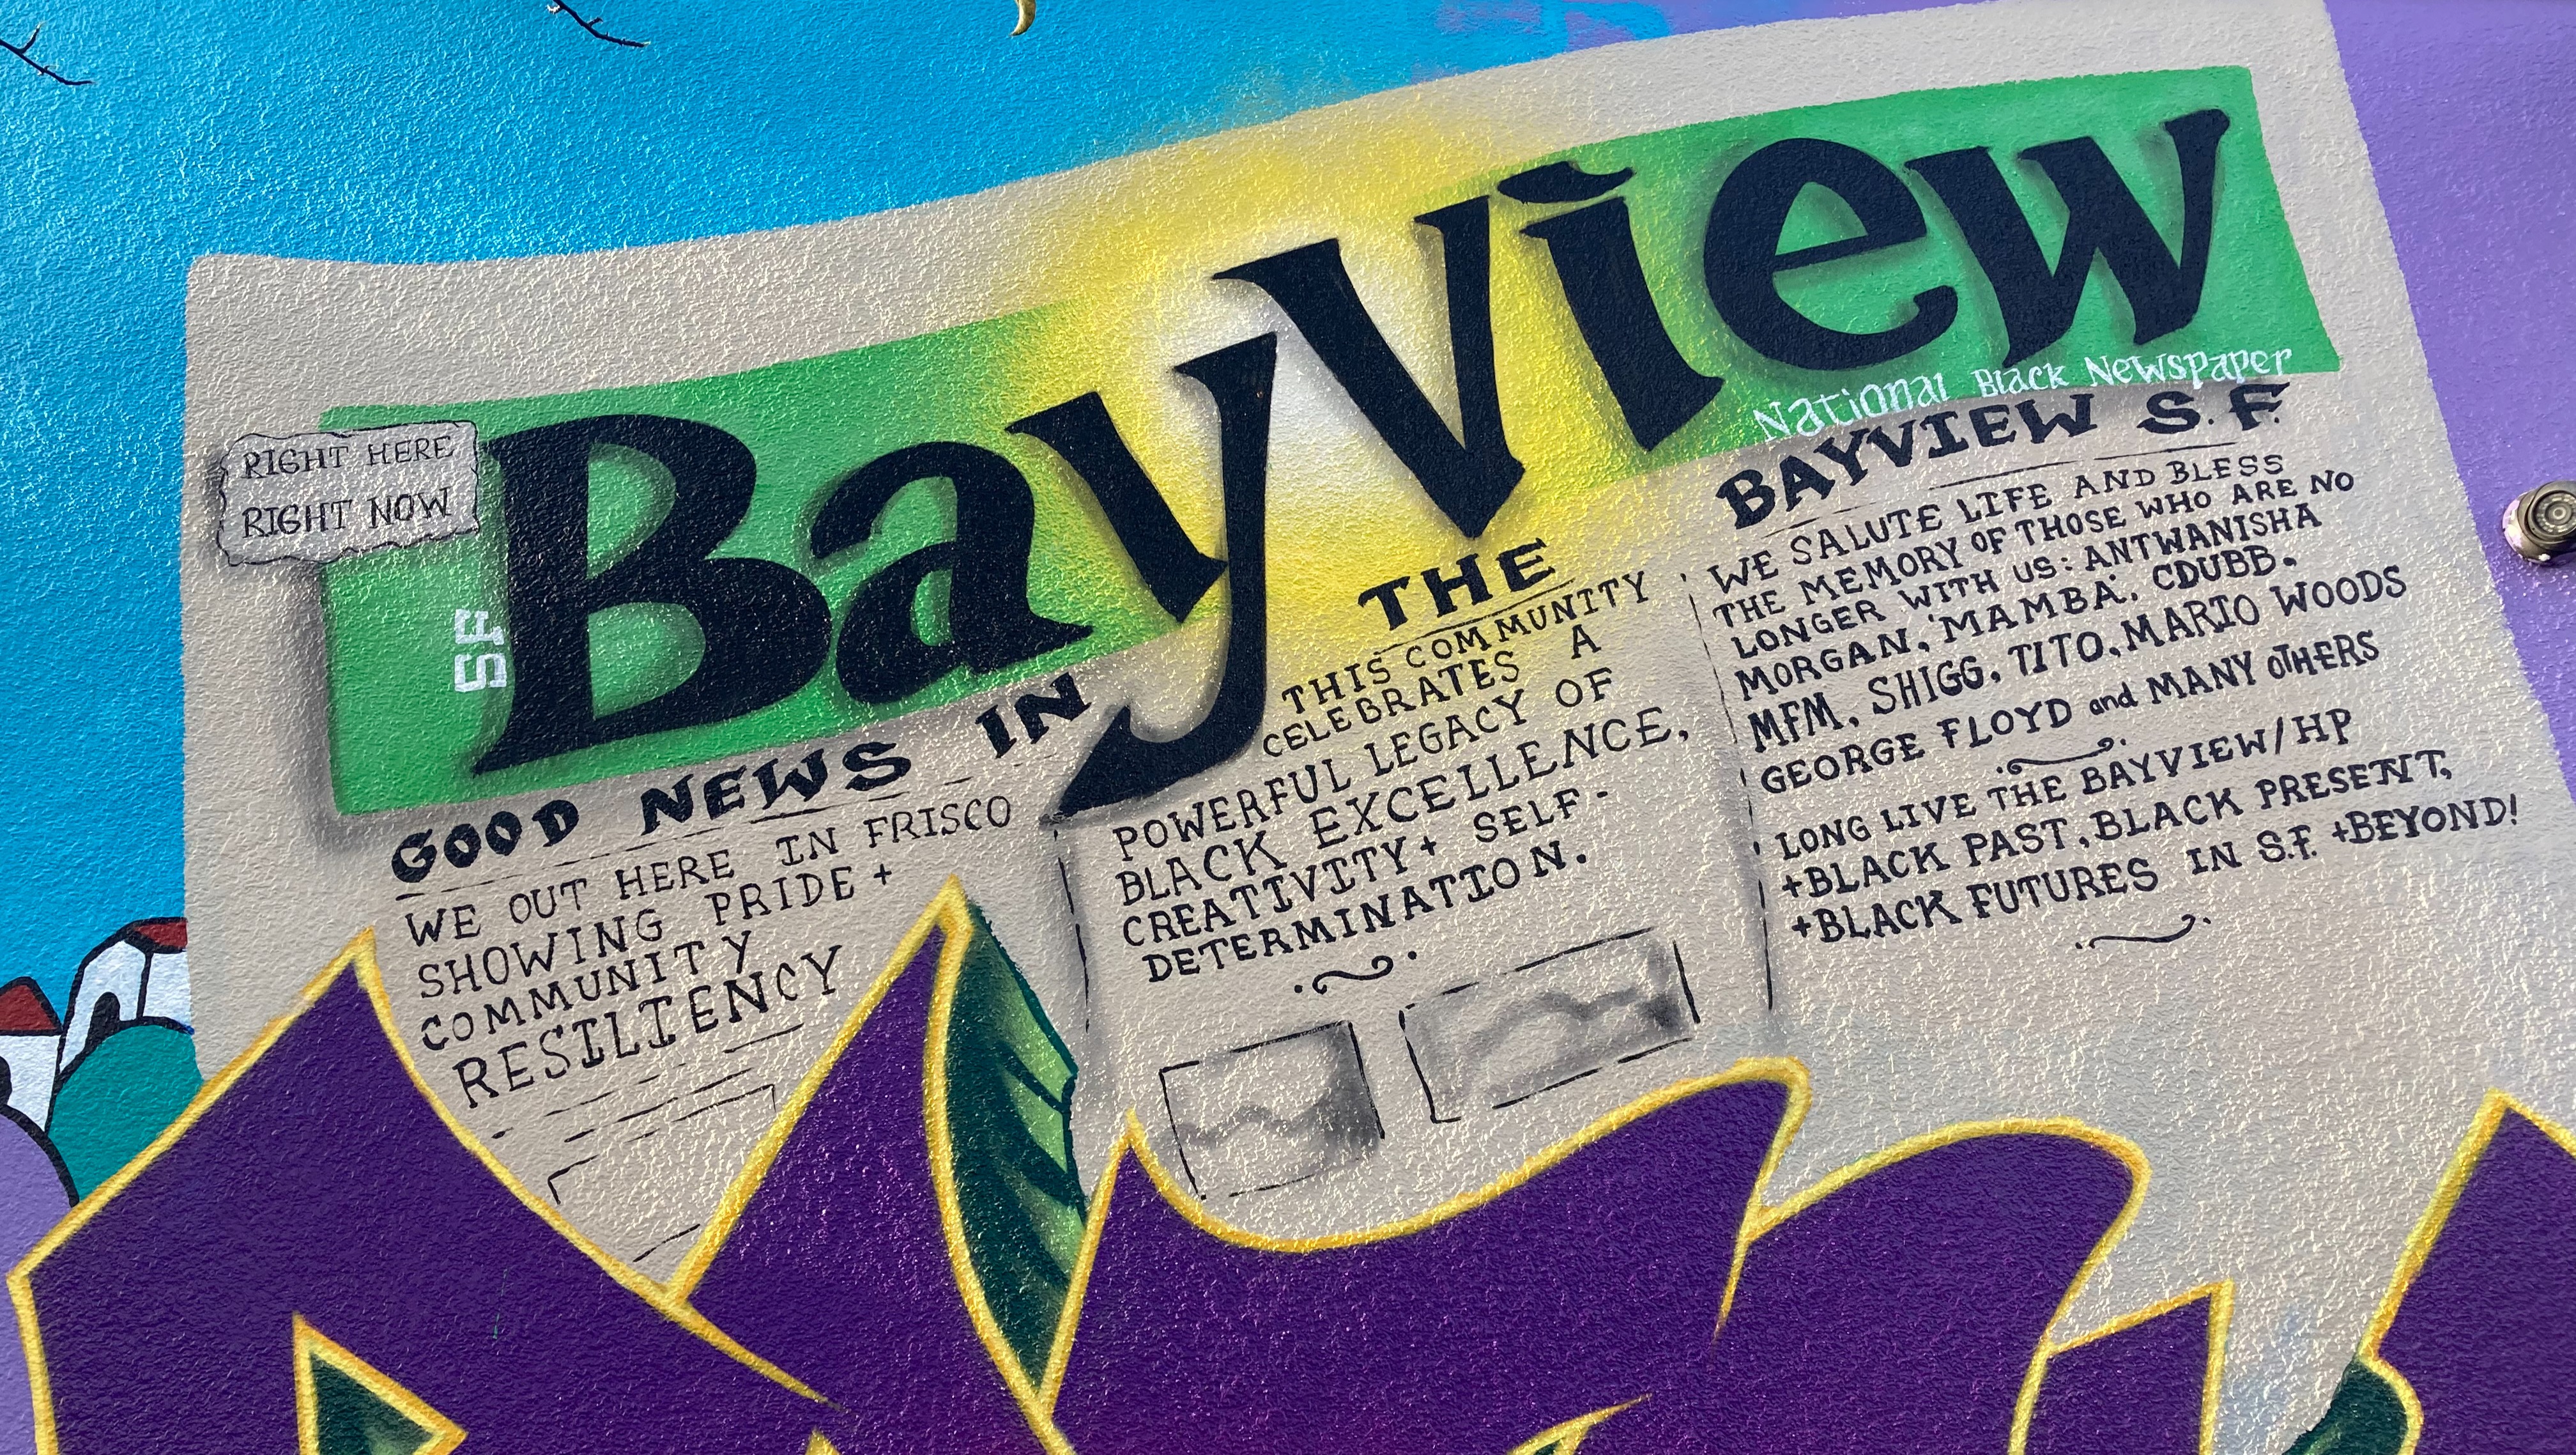 RIGHT HERE
RIGHT NOW
SF
BayView
National Black Newspaper
GOOD NEWS IN
THE
BAYVIEW S.F.
WE OUT HERE IN FRISCO
SHOWING PRIDE +
COMMUNITY
RESILIENCY
THIS COMMUNITY
CELEBRATES A
POWERFUL LEGACY OF
BLACK EXCELLENCE,
CREATIVITY + SELF-
DETERMINATION.
WE SALUTE LIFE AND BLESS
THE MEMORY OF THOSE WHO ARE NO
LONGER WITH US: ANTWANISHA
MORGAN, 'MAMBA', CDUBB.
MFM, SHIGG, TITO, MARIO WOODS
GEORGE FLOYD and MANY OTHERS
LONG LIVE THE BAYVIEW/HP
+BLACK PAST, BLACK PRESENT,
+BLACK FUTURES IN S.F. +BEYOND!